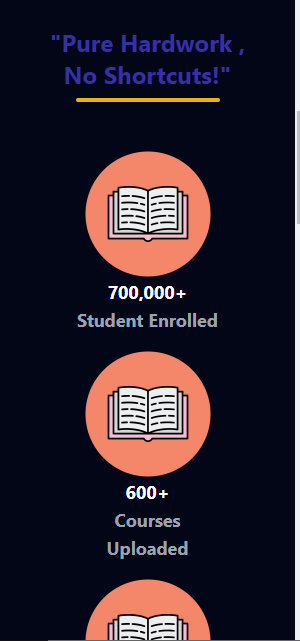 "Pure Hardwork ,
No Shortcuts!"
700,000+
Student Enrolled
600+
Courses
Uploaded